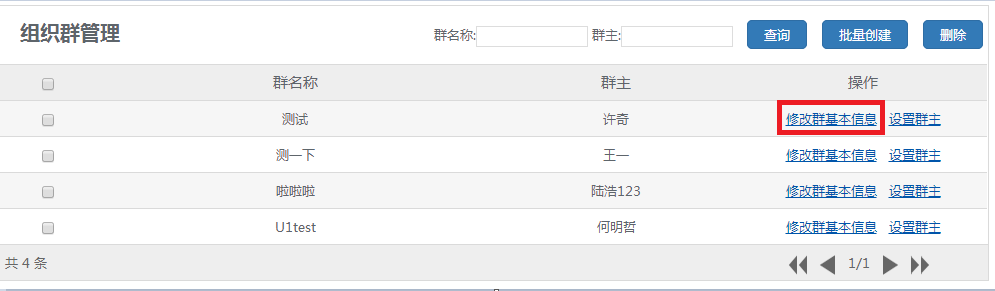 组织群管理 群名称: 群主: 查询 批量创建 删除
群名称 群主 操作
测试 许奇 修改群基本信息 设置群主
测一下 王一 修改群基本信息 设置群主
啦啦啦 陆浩123 修改群基本信息 设置群主
U1test 何明哲 修改群基本信息 设置群主
共 4 条 1/1